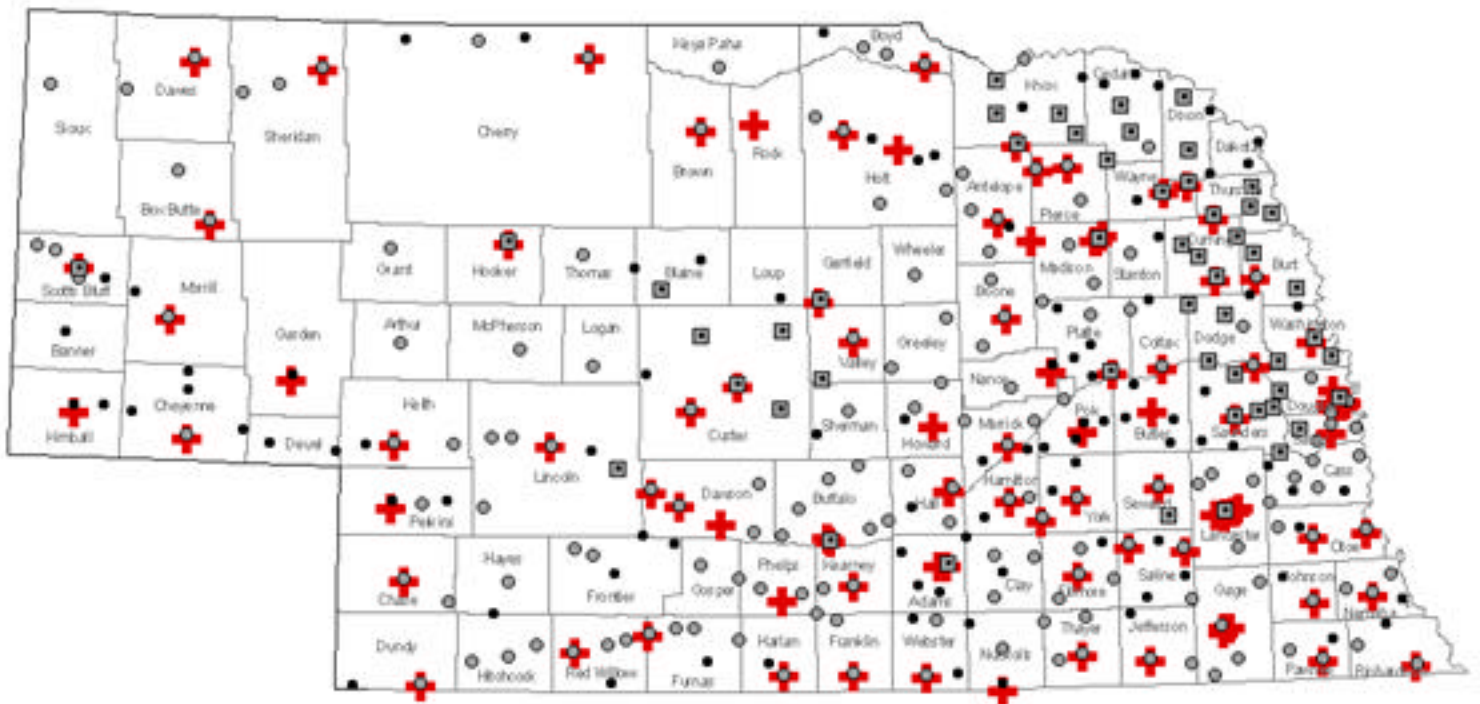 Keya Paha
Boyd
Knox
Cedar
Dawes
Dixon
Sioux
Sheridan
Cherry
Dakota
Brown
Rock
Holt
Antelope
Wayne
Thurston
Box Butte
Pierce
Cuming
Grant
Hooker
Thomas
Blaine
Loup
Garfield
Wheeler
Madison
Stanton
Burt
Scotts Bluff
Morrill
Boone
Arthur
McPherson
Logan
Garden
Banner
Valley
Greeley
Platte
Colfax
Dodge
Washington
Nance
Cheyenne
Kimball
Keith
Deuel
Custer
Sherman
Howard
Merrick
Polk
Butler
Saunders
Lincoln
Perkins
Dawson
Buffalo
Hall
Hamilton
York
Seward
Lancaster
Cass
Otoe
Chase
Hayes
Frontier
Gosper
Phelps
Kearney
Adams
Clay
Fillmore
Saline
Gage
Johnson
Nemaha
Dundy
Hitchcock
Red Willow
Furnas
Harlan
Franklin
Webster
Nuckolls
Thayer
Jefferson
Pawnee
Richardson